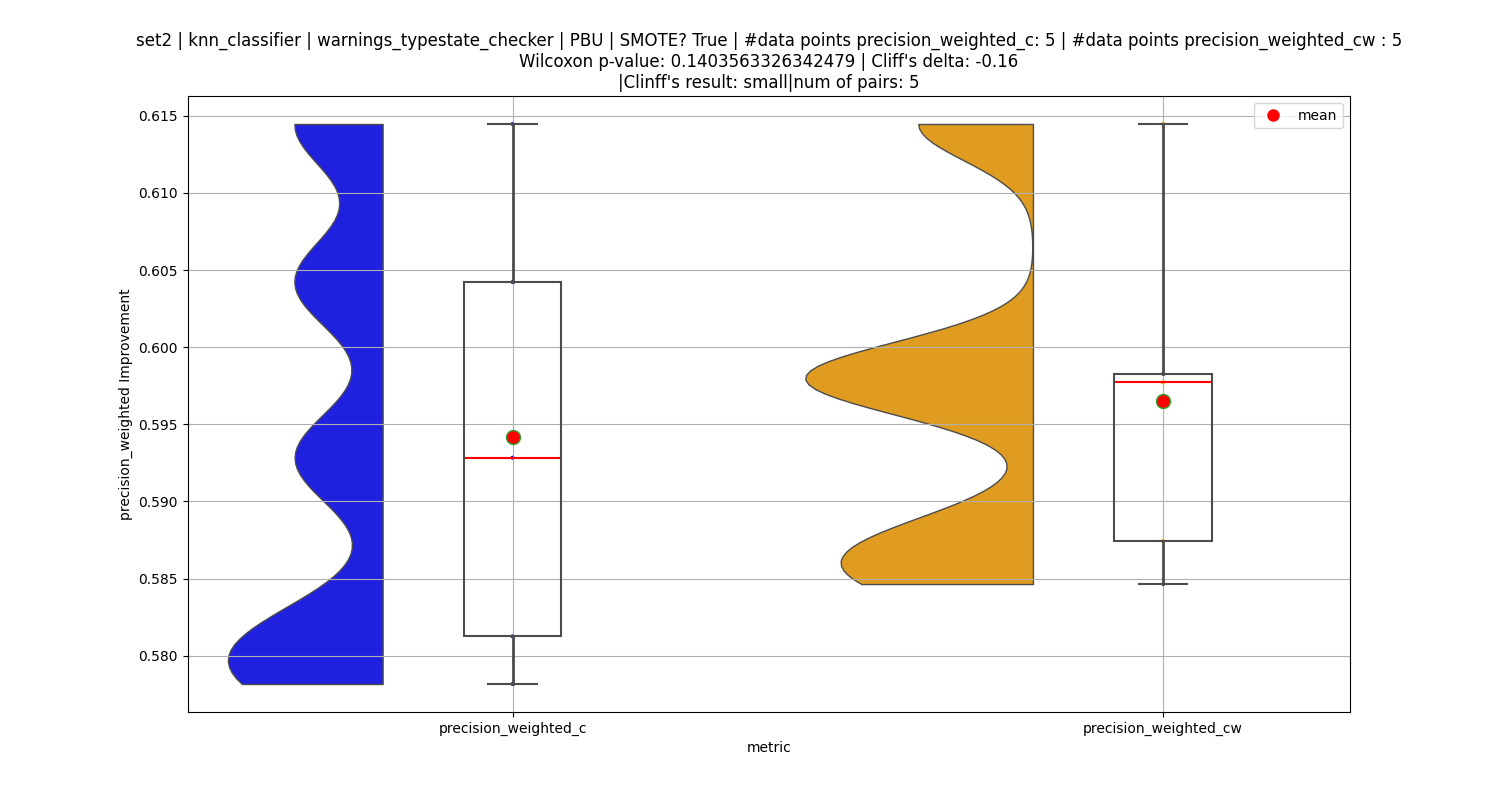 set2 | knn_classifier | warnings_typestate_checker | PBU | SMOTE? True | #data points precision_weighted_c: 5 | #data points precision_weighted_cw : 5
Wilcoxon p-value: 0.1403563326342479 | Cliff's delta: -0.16
|Clinff's result: small|num of pairs: 5
mean
precision_weighted Improvement
0.615
0.610
0.605
0.600
0.595
0.590
0.585
0.580
precision_weighted_c
precision_weighted_cw
metric